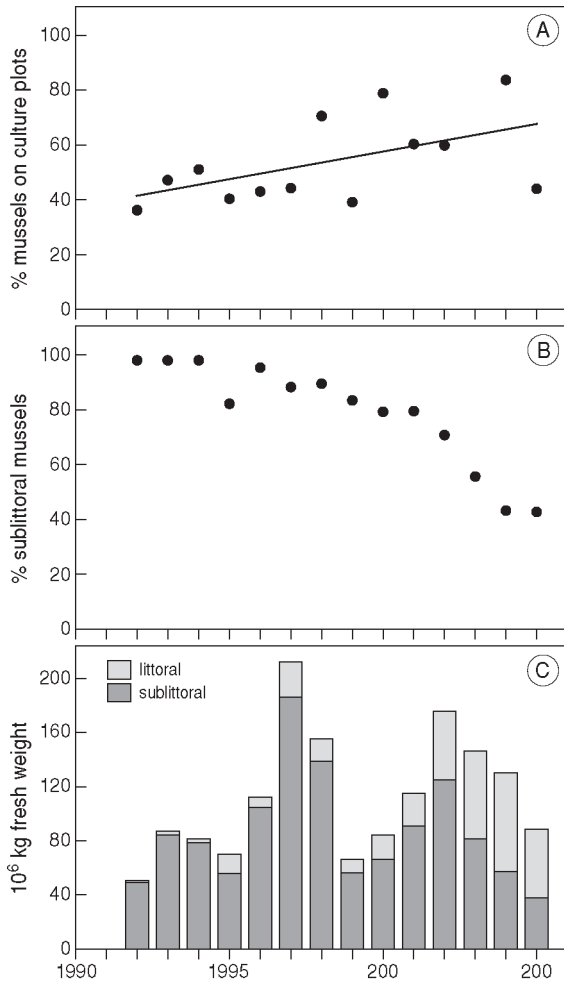 A
% mussels on culture plots
100
80
60
40
20
0
B
% sublittoral mussels
100
80
60
40
20
0
C
littoral
sublittoral
10⁶ kg fresh weight
200
160
120
80
40
0
1990 1995 200 200